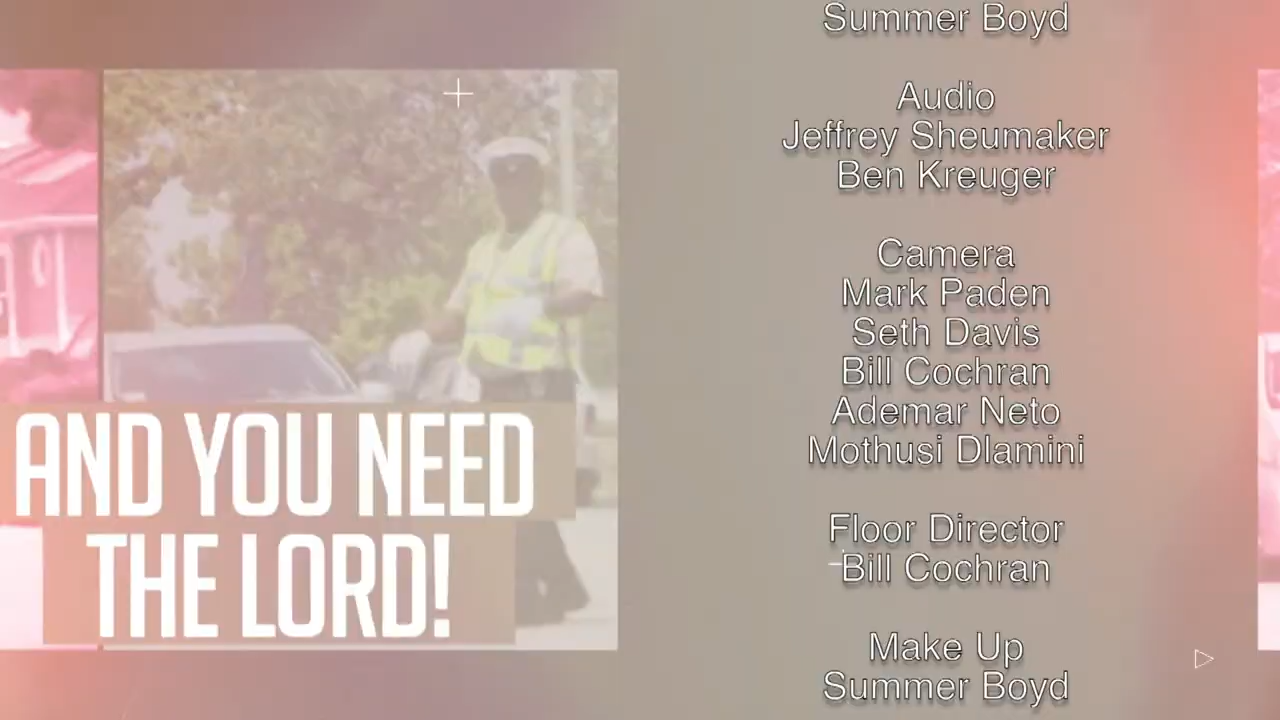 AND YOU NEED
THE LORD!
Summer Boyd
Audio
Jeffrey Sheumaker
Ben Kreuger
Camera
Mark Paden
Seth Davis
Bill Cochran
Ademar Neto
Mothusi Dlamini
Floor Director
Bill Cochran
Make Up
Summer Boyd